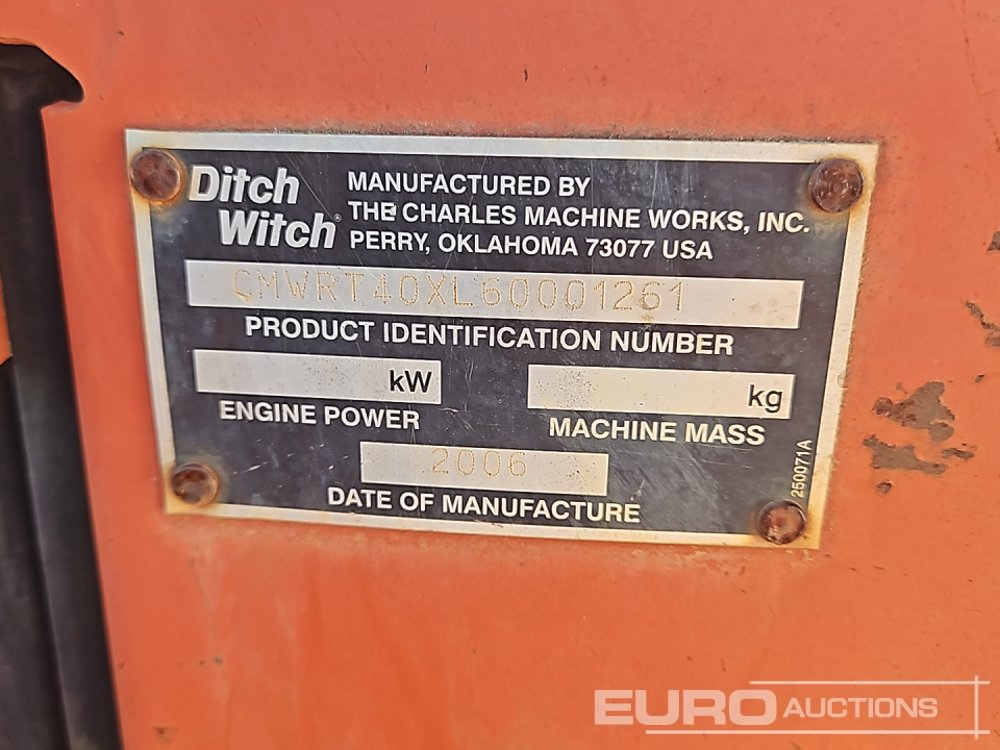 Ditch Witch®
MANUFACTURED BY
THE CHARLES MACHINE WORKS, INC.
PERRY, OKLAHOMA 73077 USA
CMWRT40XL60001261
PRODUCT IDENTIFICATION NUMBER
kW
ENGINE POWER
kg
MACHINE MASS
2006
DATE OF MANUFACTURE
250071A
EURO AUCTIONS